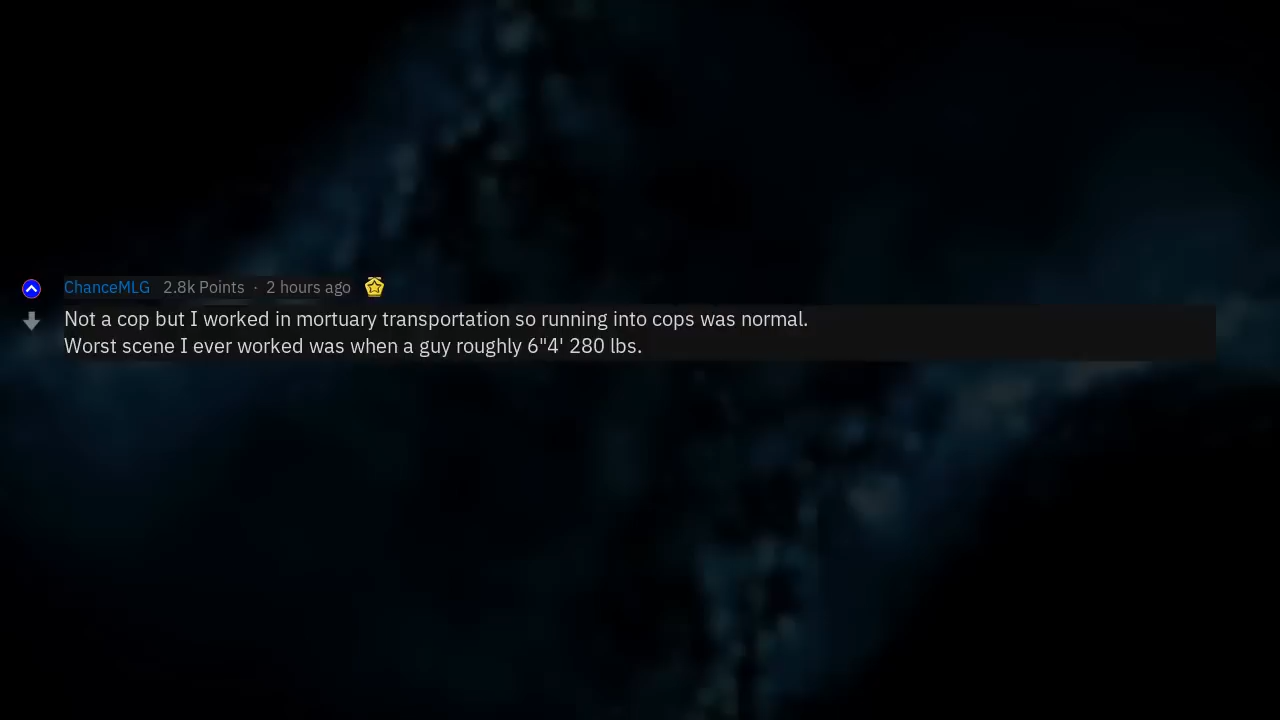 ChanceMLG 2.8k Points · 2 hours ago
Not a cop but I worked in mortuary transportation so running into cops was normal.
Worst scene I ever worked was when a guy roughly 6"4' 280 lbs.